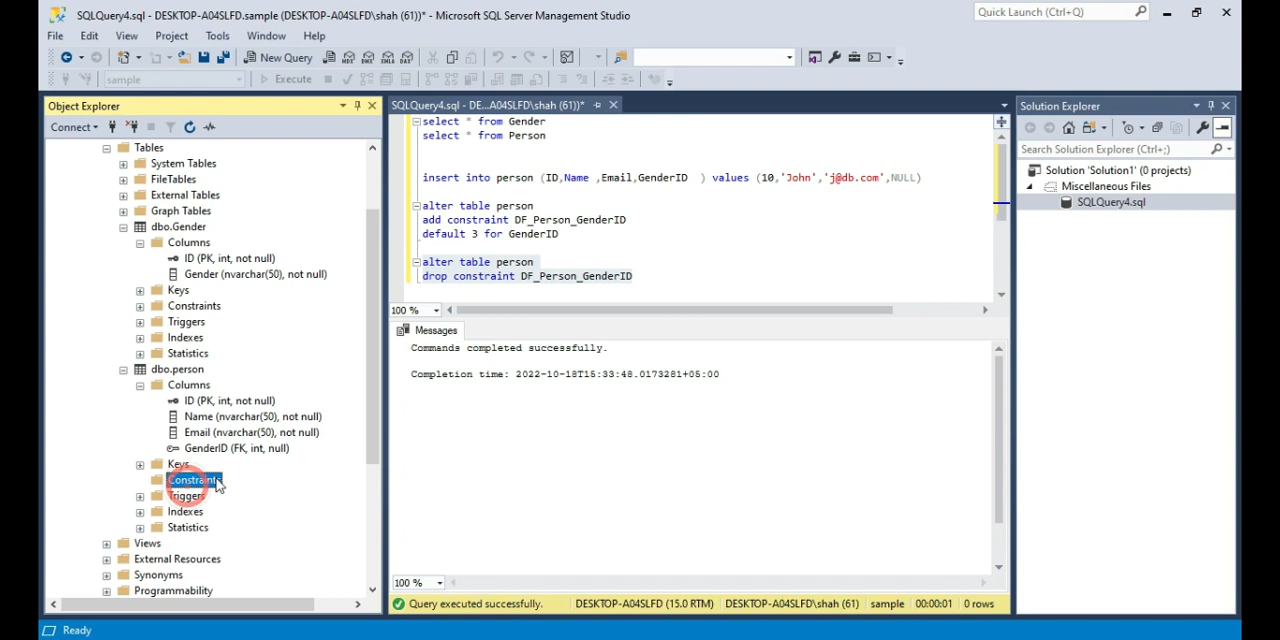 SQLQuery4.sql - DESKTOP-A04SLFD.sample (DESKTOP-A04SLFD\shah (61))* - Microsoft SQL Server Management Studio
Quick Launch (Ctrl+Q)
File Edit View Project Tools Window Help
New Query
MDX DMX XMLA DAX
sample
Execute
Object Explorer
Connect
Tables
System Tables
FileTables
External Tables
Graph Tables
dbo.Gender
Columns
ID (PK, int, not null)
Gender (nvarchar(50), not null)
Keys
Constraints
Triggers
Indexes
Statistics
dbo.person
Columns
ID (PK, int, not null)
Name (nvarchar(50), not null)
Email (nvarchar(50), not null)
GenderID (FK, int, null)
Keys
Constraints
Triggers
Indexes
Statistics
Views
External Resources
Synonyms
Programmability
SQLQuery4.sql - DE...A04SLFD\shah (61))*
select * from Gender
select * from Person
insert into person (ID,Name ,Email,GenderID  ) values (10,'John','j@db.com',NULL)
alter table person
add constraint DF_Person_GenderID
default 3 for GenderID
alter table person
drop constraint DF_Person_GenderID
100 %
Messages
Commands completed successfully.
Completion time: 2022-10-18T15:33:48.0173281+05:00
100 %
Query executed successfully. DESKTOP-A04SLFD (15.0 RTM) DESKTOP-A04SLFD\shah (61) sample 00:00:01 0 rows
Solution Explorer
Search Solution Explorer (Ctrl+;)
Solution 'Solution1' (0 projects)
Miscellaneous Files
SQLQuery4.sql
Ready